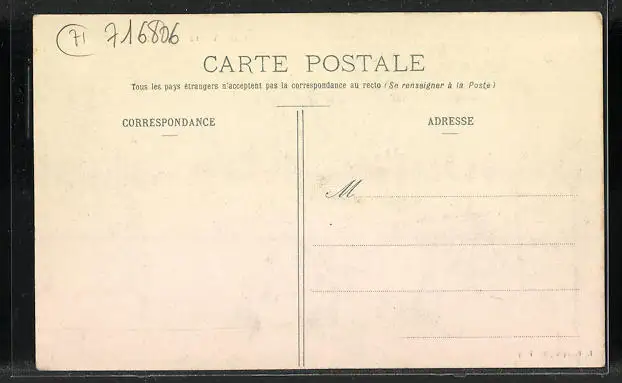 71 716806
CARTE POSTALE
Tous les pays étrangers n'acceptent pas la correspondance au recto (Se renseigner à la Poste)
CORRESPONDANCE
ADRESSE
M